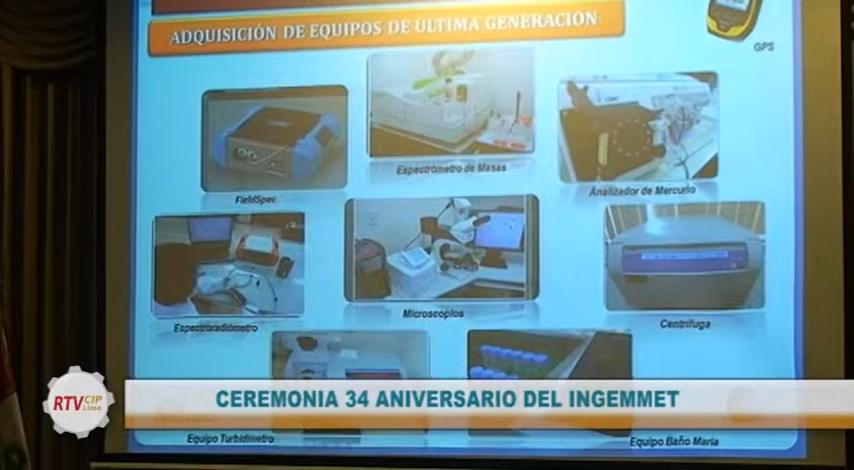 ADQUISICIÓN DE EQUIPOS DE ÚLTIMA GENERACIÓN
GPS
FieldSpec
Espectrómetro de Masas
Analizador de Mercurio
Espectroradiómetro
Microscopios
Centrífuga
RTV CIP
Lima
CEREMONIA 34 ANIVERSARIO DEL INGEMMET
Equipo Turbidímetro
Equipo Baño María